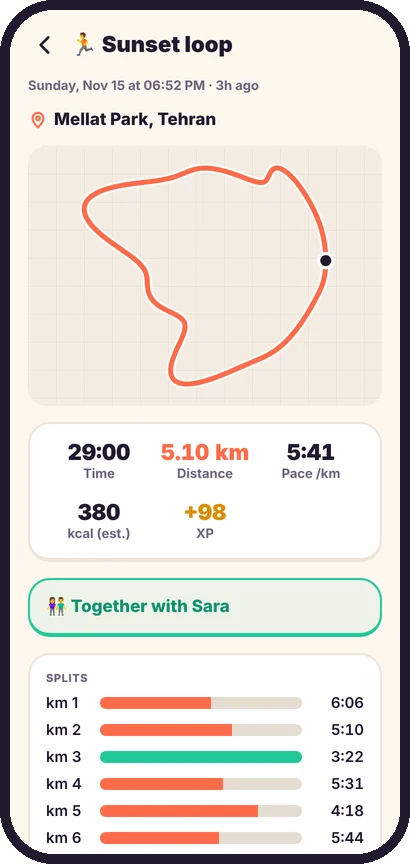 🏃 Sunset loop
Sunday, Nov 15 at 06:52 PM · 3h ago
Mellat Park, Tehran
29:00 5.10 km 5:41
Time Distance Pace /km
380 +98
kcal (est.) XP
👫 Together with Sara
SPLITS
km 1 6:06
km 2 5:10
km 3 3:22
km 4 5:31
km 5 4:18
km 6 5:44